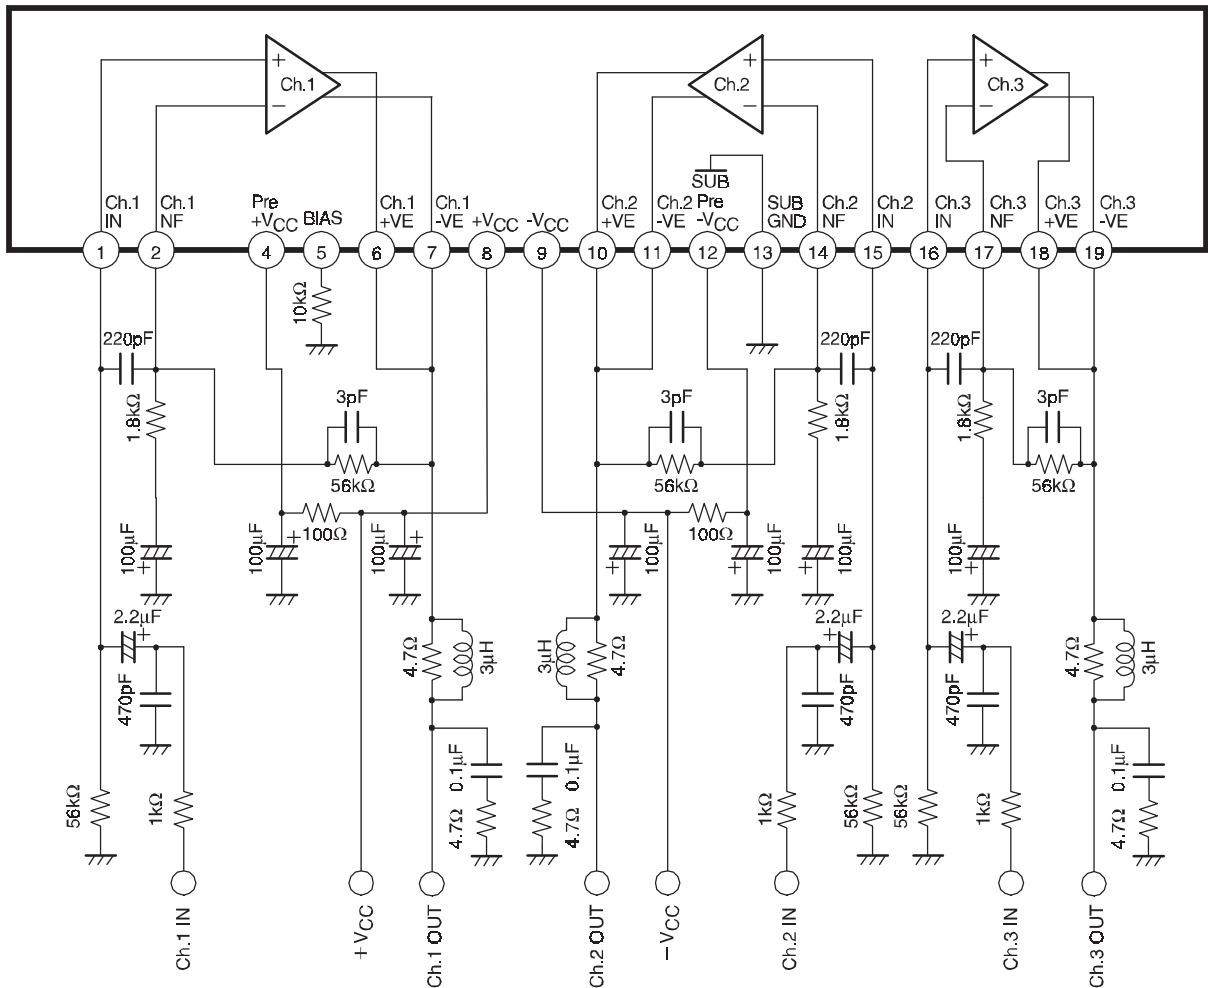 Ch.1
Ch.2
Ch.3
+
−
+
−
+
−
SUB
Ch.1 IN
Ch.1 NF
Pre +VCC
BIAS
Ch.1 +VE
Ch.1 -VE
+VCC
-VCC
Ch.2 +VE
Ch.2 -VE
Pre -VCC
SUB GND
Ch.2 NF
Ch.2 IN
Ch.3 IN
Ch.3 NF
Ch.3 +VE
Ch.3 -VE
1 2 4 5 6 7 8 9 10 11 12 13 14 15 16 17 18 19
10kΩ
220pF
220pF
220pF
3pF
3pF
3pF
1.8kΩ
1.8kΩ
1.8kΩ
56kΩ
56kΩ
56kΩ
100Ω
100Ω
100µF
+
100µF
+
100µF
+
100µF
+
100µF
+
100µF
+
100µF
+
2.2µF
+
2.2µF
+
2.2µF
+
4.7Ω
3µH
3µH
4.7Ω
4.7Ω
3µH
470pF
470pF
470pF
0.1µF
0.1µF
0.1µF
56kΩ
1kΩ
4.7Ω
4.7Ω
1kΩ
56kΩ
56kΩ
1kΩ
4.7Ω
Ch.1 IN
+VCC
Ch.1 OUT
Ch.2 OUT
−VCC
Ch.2 IN
Ch.3 IN
Ch.3 OUT